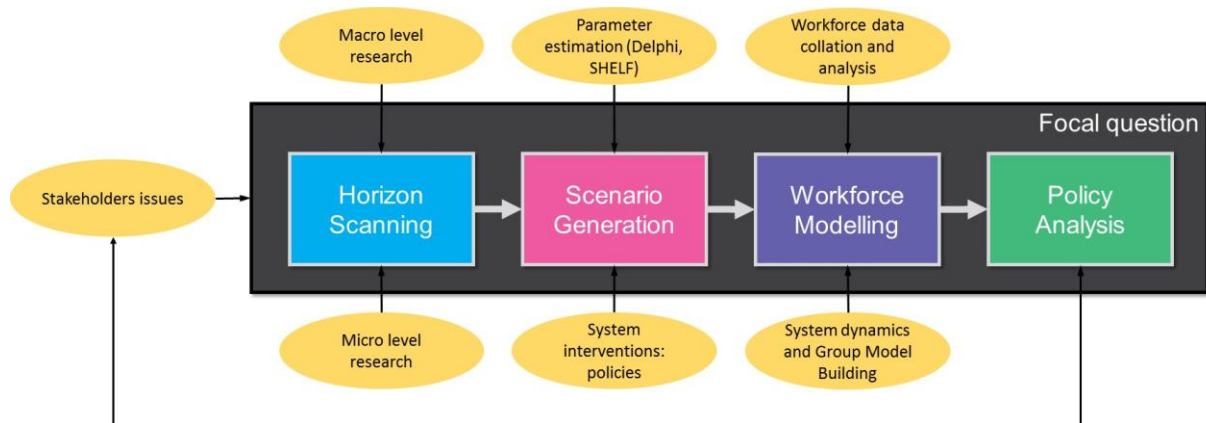 Macro level
research
Parameter
estimation (Delphi,
SHELF)
Workforce data
collation and
analysis
Focal question
Stakeholders issues
Horizon
Scanning
Scenario
Generation
Workforce
Modelling
Policy
Analysis
Micro level
research
System
interventions:
policies
System dynamics
and Group Model
Building